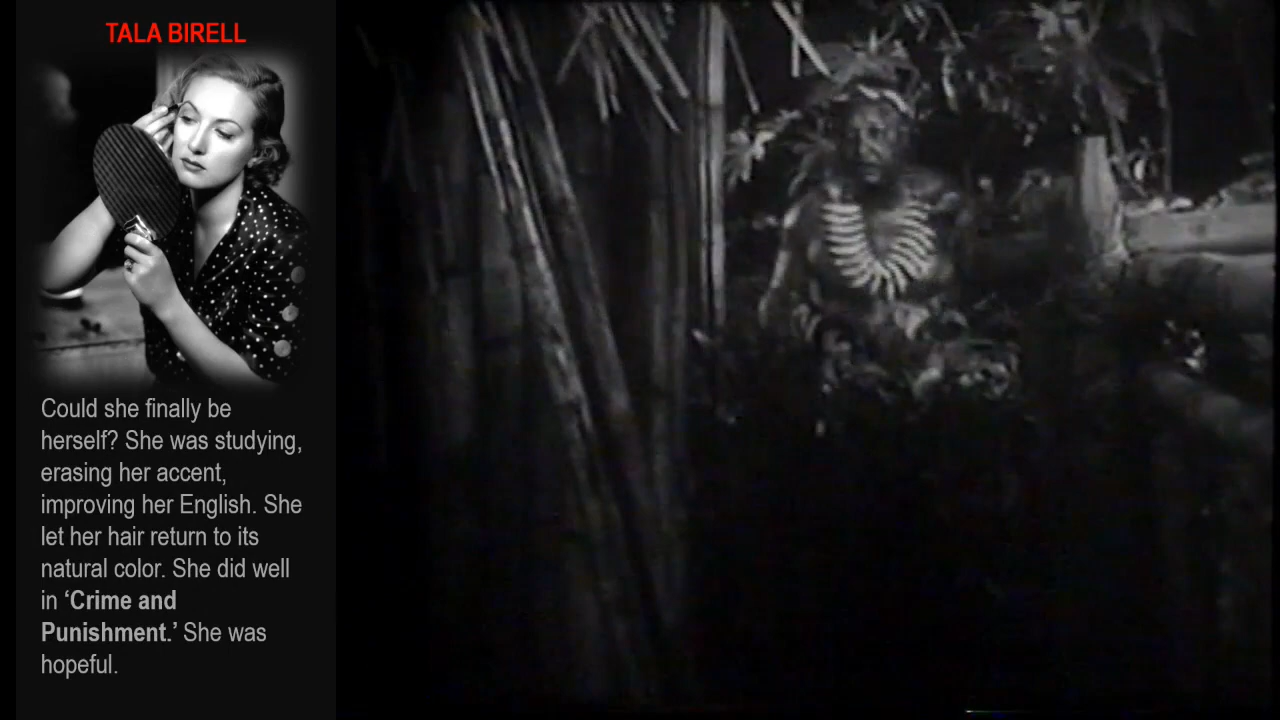 TALA BIRELL
Could she finally be
herself? She was studying,
erasing her accent,
improving her English. She
let her hair return to its
natural color. She did well
in ‘Crime and
Punishment.’ She was
hopeful.